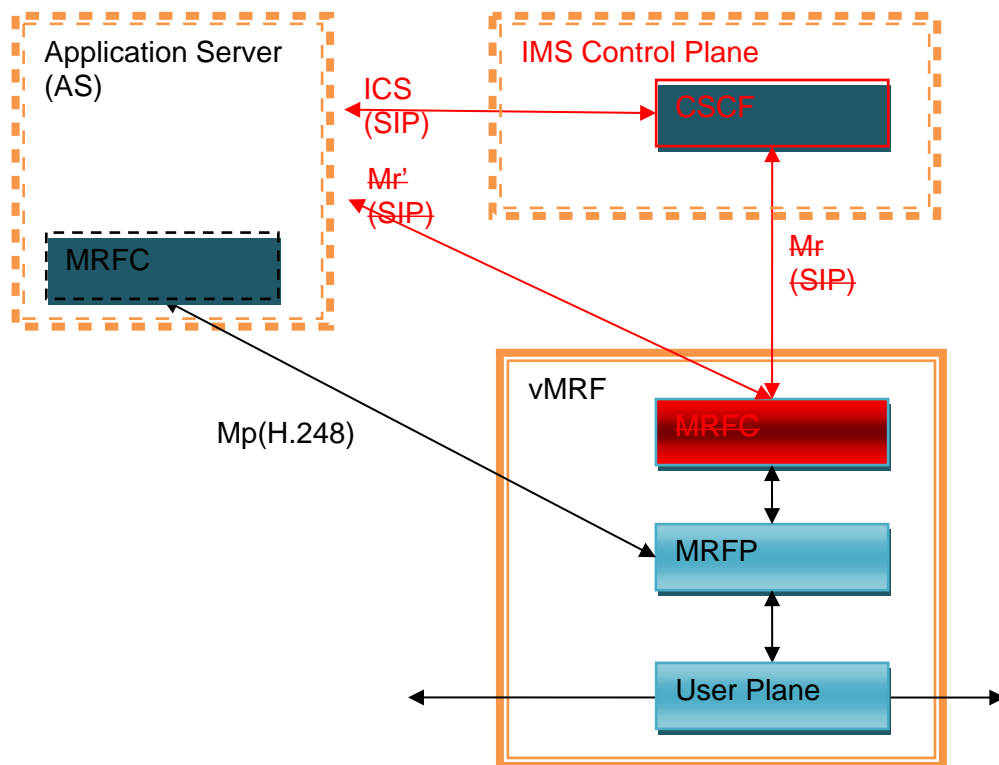 Application Server
(AS)
IMS Control Plane
ICS
(SIP)
CSCF
Mr’
(SIP)
MRFC
Mr
(SIP)
vMRF
MRFC
Mp(H.248)
MRFP
User Plane